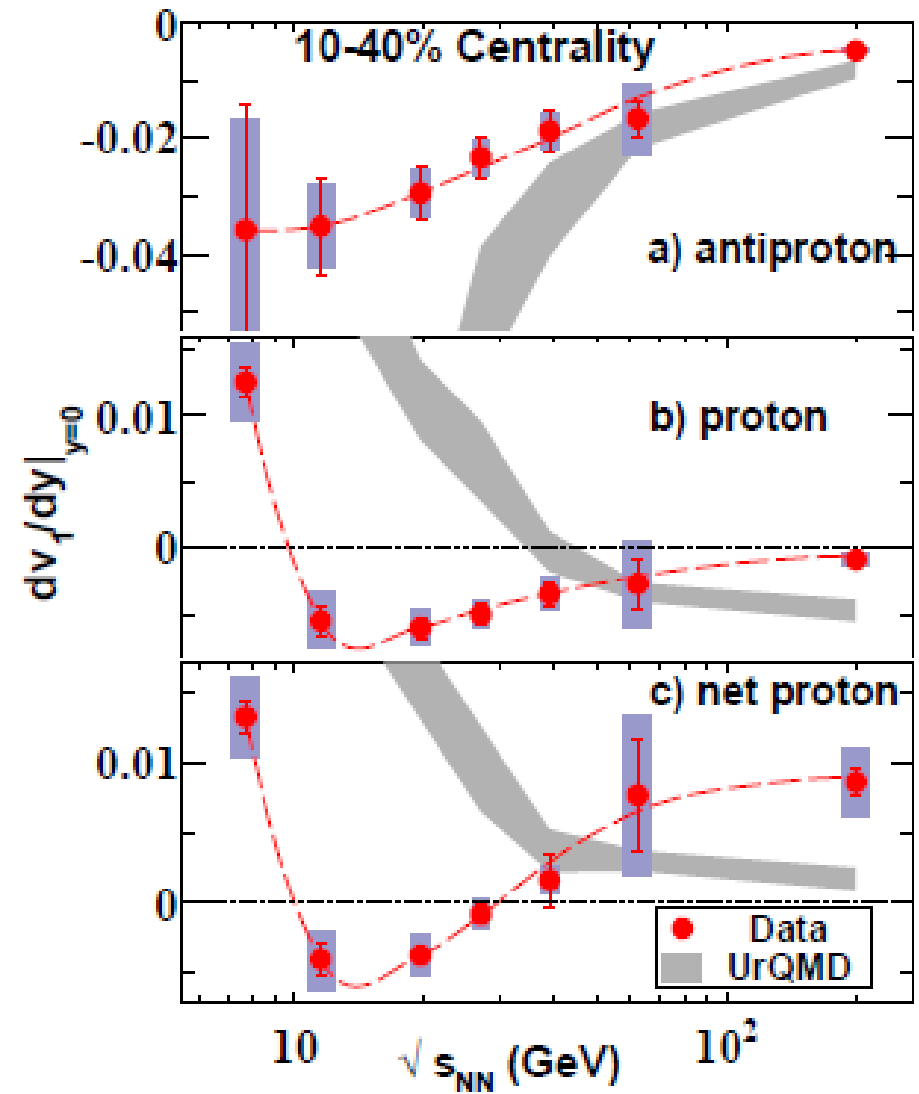 10-40% Centrality
0
-0.02
-0.04
a) antiproton
dv₁/dy|y=0
0.01
0
b) proton
c) net proton
0.01
0
Data
UrQMD
10
10²
√ sNN (GeV)